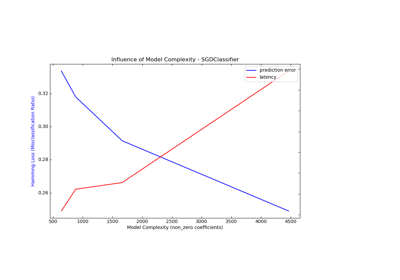 Influence of Model Complexity - SGDClassifier
prediction error
latency
0.32
0.30
0.28
0.26
Hamming Loss (Misclassification Ratio)
500 1000 1500 2000 2500 3000 3500 4000 4500
Model Complexity (non_zero coefficients)